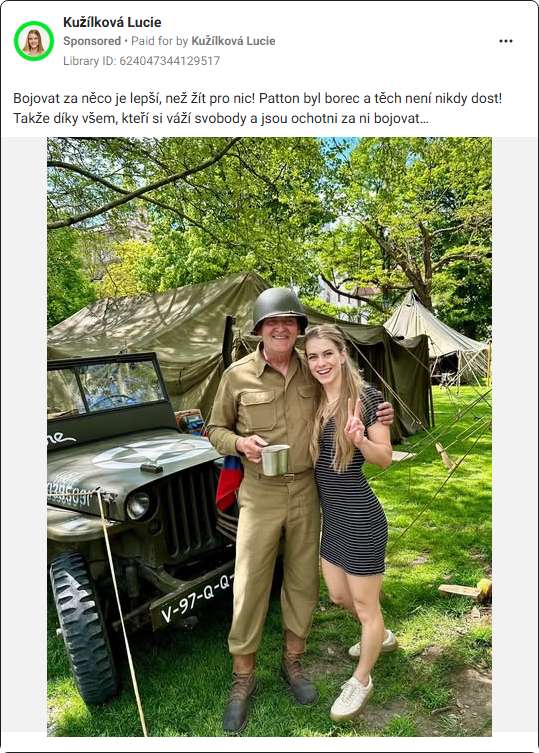 Kužílková Lucie
Sponsored • Paid for by Kužílková Lucie
Library ID: 624047344129517
Bojovat za něco je lepší, než žít pro nic! Patton byl borec a těch není nikdy dost!
Takže díky všem, kteří si váží svobody a jsou ochotni za ni bojovat…
V-97-Q-Q